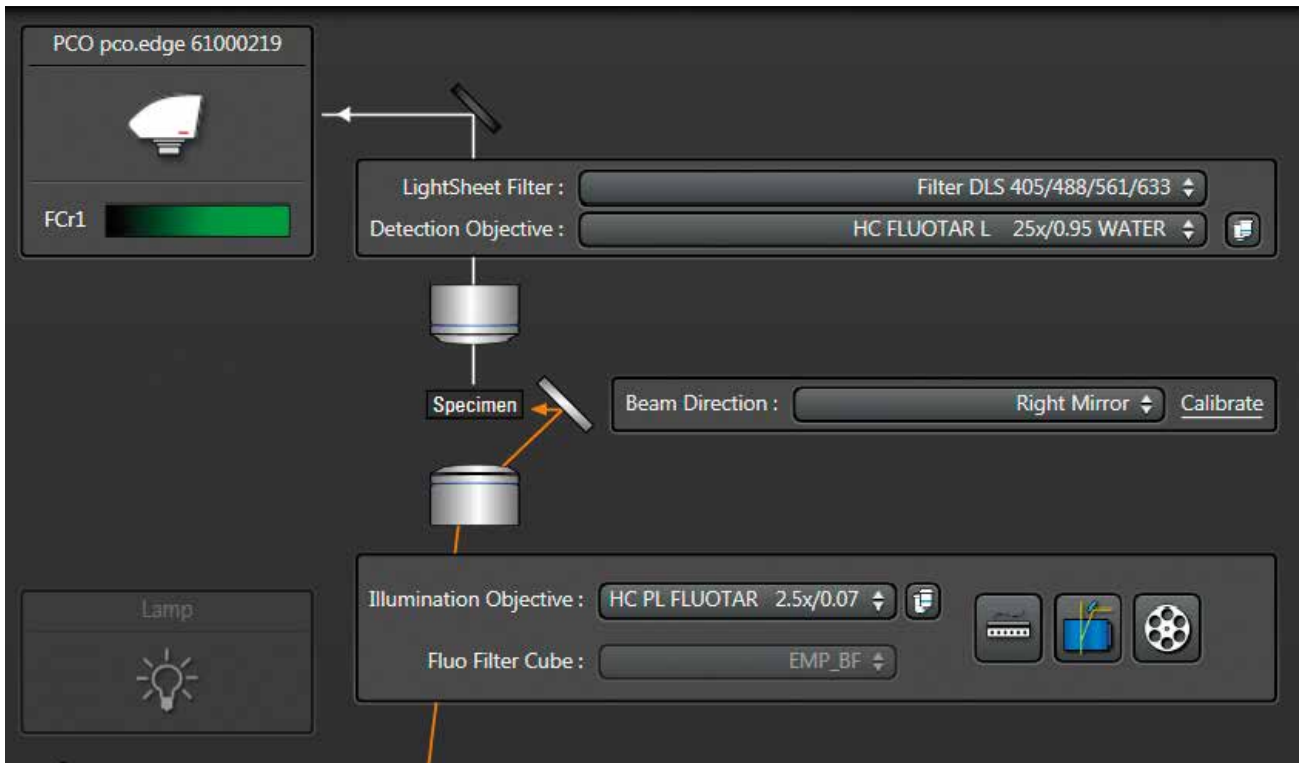 PCO pco.edge 61000219
FCr1
LightSheet Filter : Filter DLS 405/488/561/633
Detection Objective : HC FLUOTAR L 25x/0.95 WATER
Specimen
Beam Direction : Right Mirror Calibrate
Lamp
Illumination Objective : HC PL FLUOTAR 2.5x/0.07
Fluo Filter Cube : EMP_BF